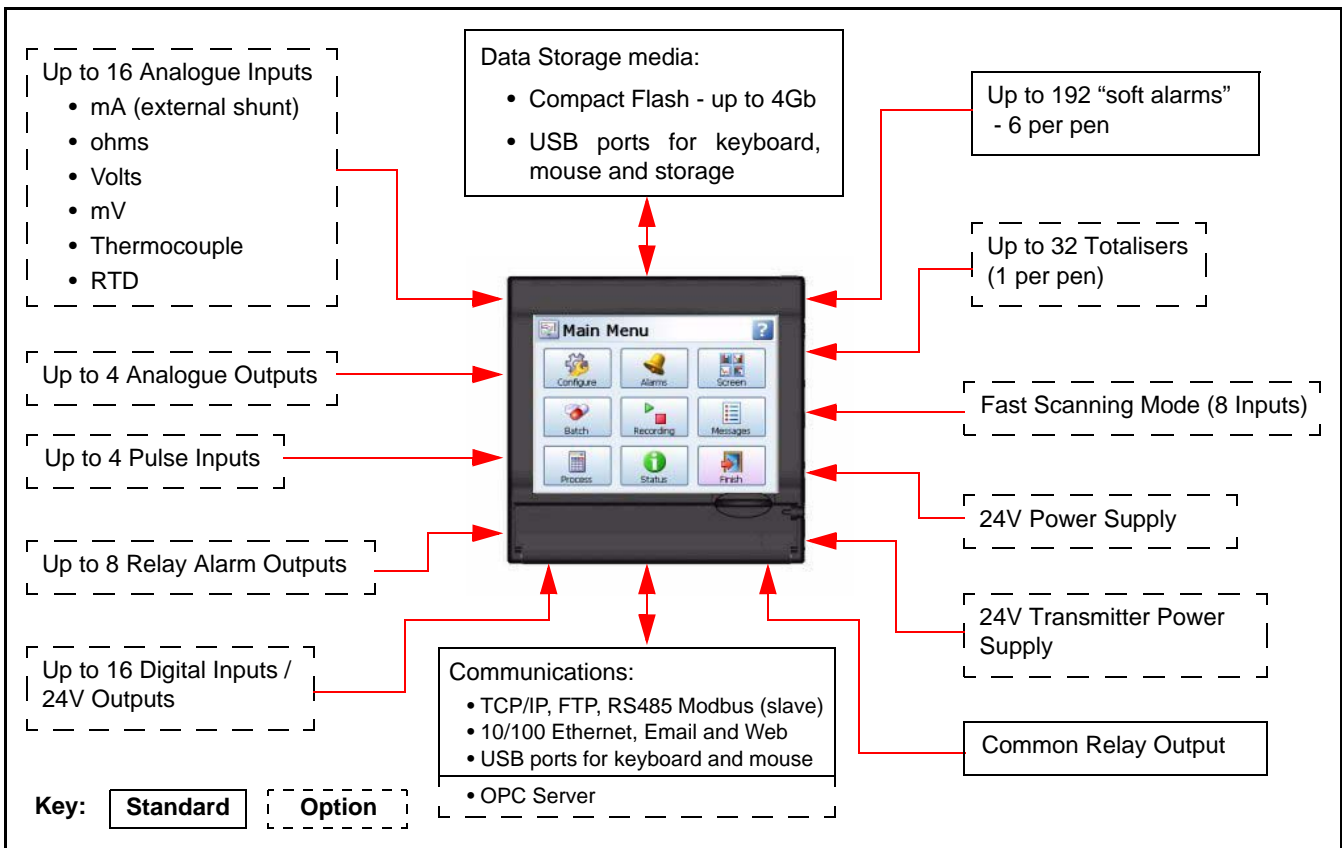 Up to 16 Analogue Inputs
• mA (external shunt)
• ohms
• Volts
• mV
• Thermocouple
• RTD
Up to 4 Analogue Outputs
Up to 4 Pulse Inputs
Up to 8 Relay Alarm Outputs
Up to 16 Digital Inputs /
24V Outputs
Data Storage media:
• Compact Flash - up to 4Gb
• USB ports for keyboard,
mouse and storage
Main Menu
?
Configure
Alarms
Screen
Batch
Recording
Messages
Process
Status
Finish
Communications:
• TCP/IP, FTP, RS485 Modbus (slave)
• 10/100 Ethernet, Email and Web
• USB ports for keyboard and mouse
• OPC Server
Up to 192 “soft alarms”
- 6 per pen
Up to 32 Totalisers
(1 per pen)
Fast Scanning Mode (8 Inputs)
24V Power Supply
24V Transmitter Power
Supply
Common Relay Output
Key:
Standard
Option